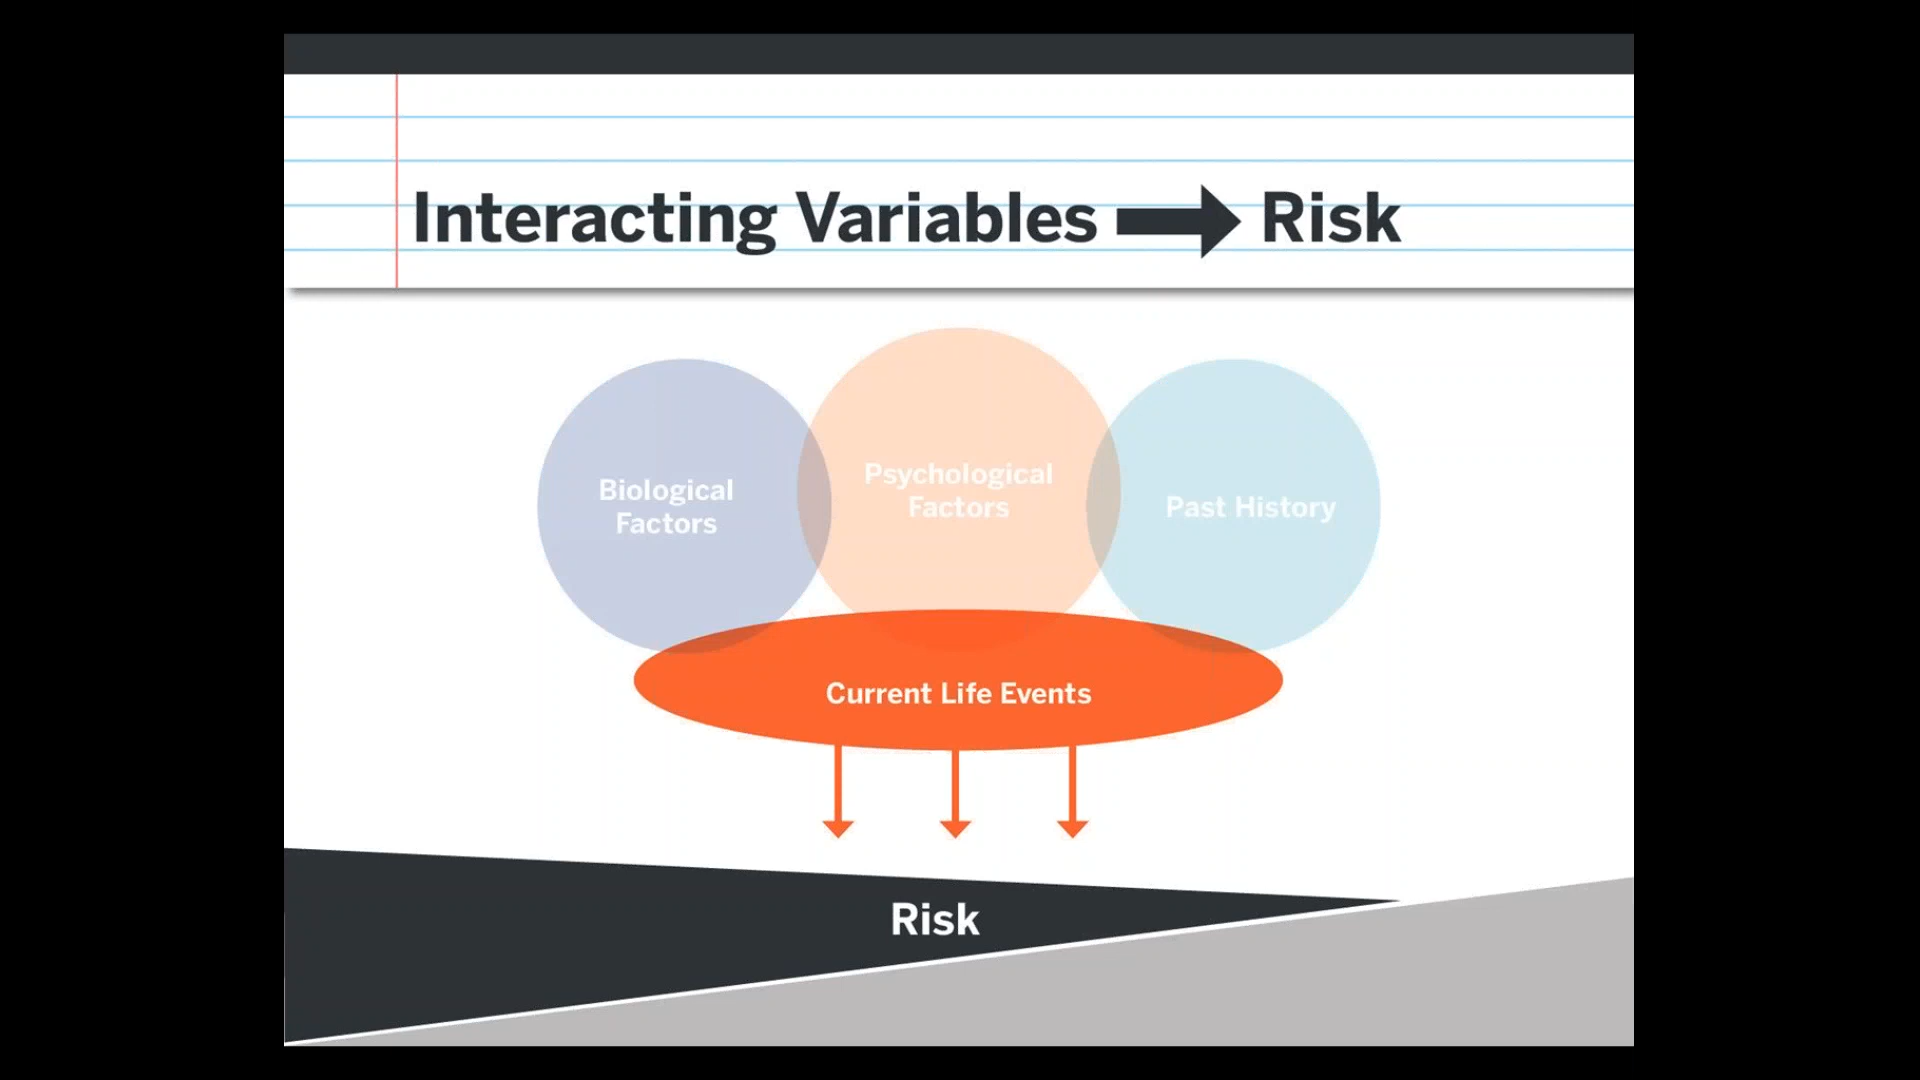 Interacting Variables Risk
Biological
Factors
Psychological
Factors
Past History
Current Life Events
Risk